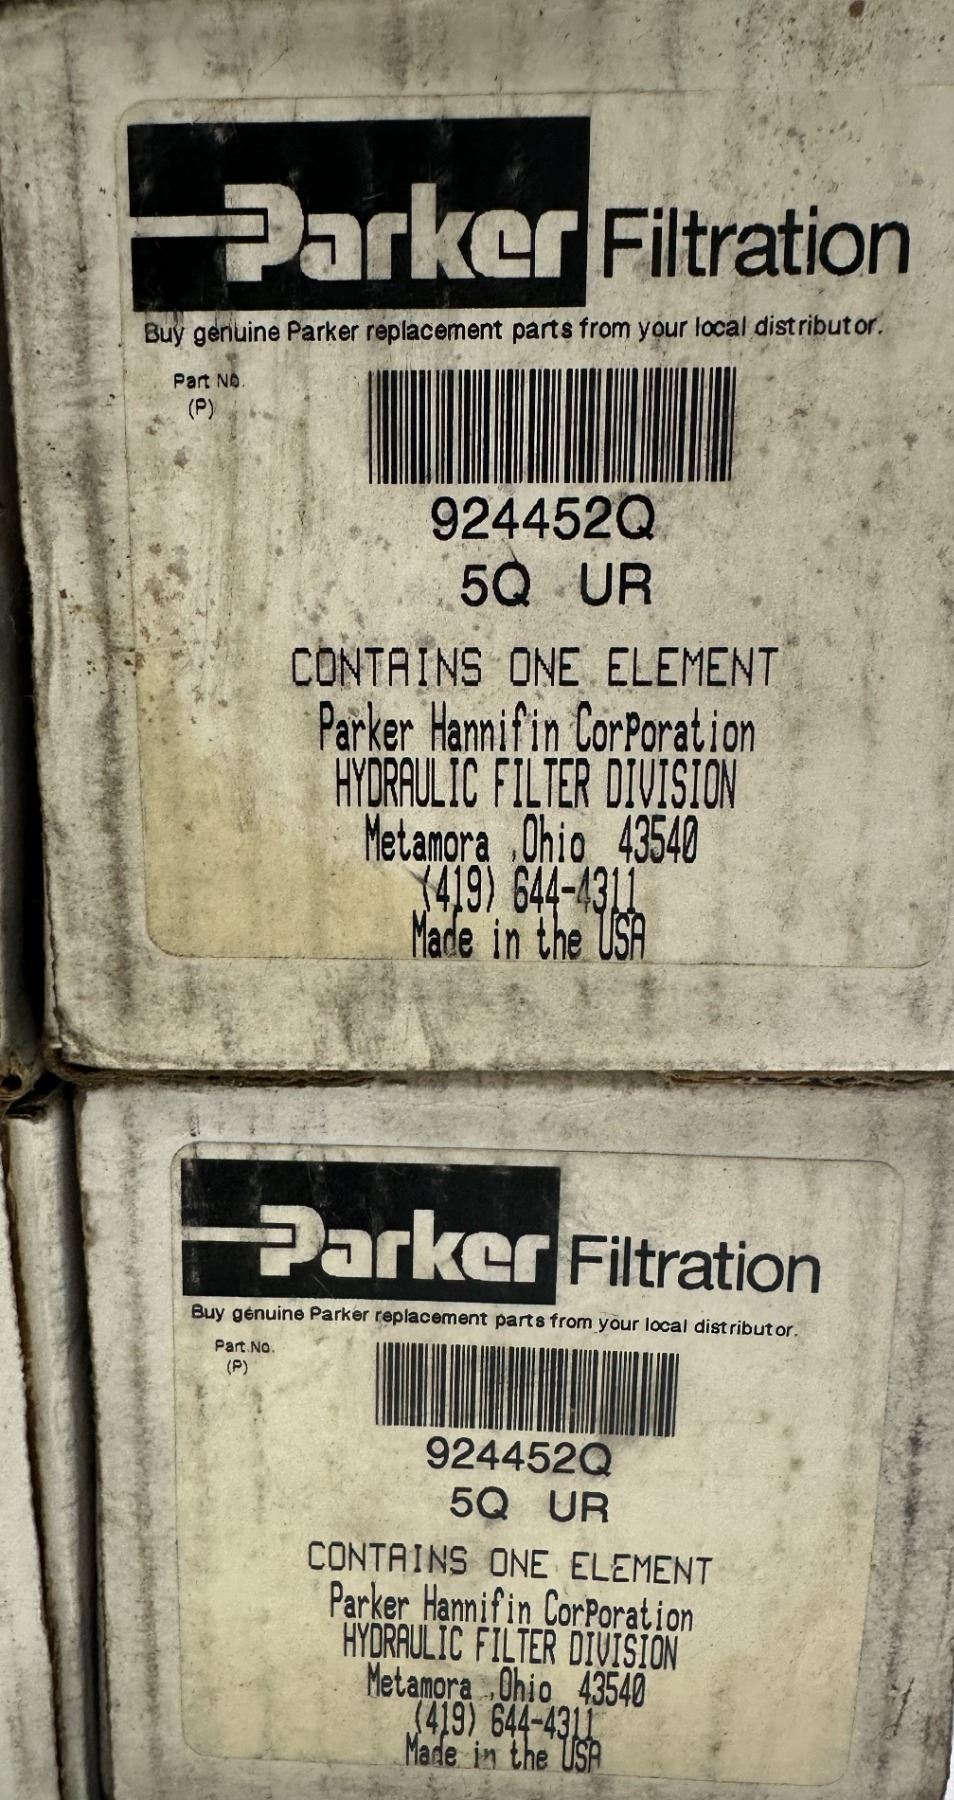 Parker Filtration
Buy genuine Parker replacement parts from your local distributor.
Part No.
(P)
924452Q
5Q UR
CONTAINS ONE ELEMENT
Parker Hannifin CorPoration
HYDRAULIC FILTER DIVISION
Metamora ,Ohio 43540
(419) 644-4311
Made in the USA
Parker Filtration
Buy genuine Parker replacement parts from your local distributor.
Part No.
(P)
924452Q
5Q UR
CONTAINS ONE ELEMENT
Parker Hannifin CorPoration
HYDRAULIC FILTER DIVISION
Metamora ,Ohio 43540
(419) 644-4311
Made in the USA